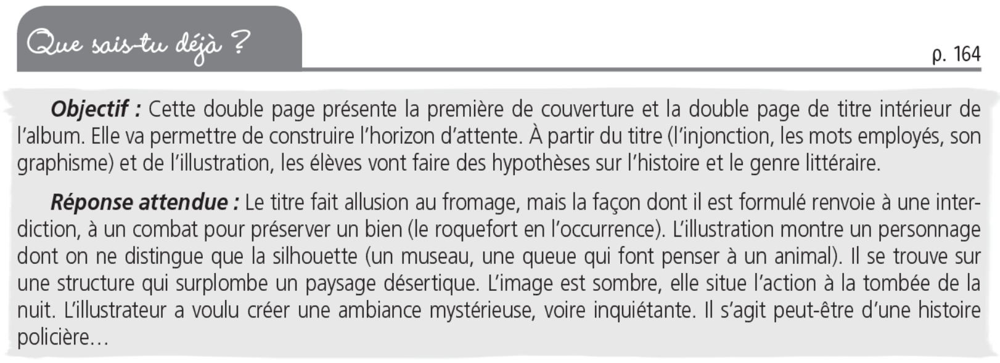 Que sais-tu déjà ?
p. 164
Objectif : Cette double page présente la première de couverture et la double page de titre intérieur de
l'album. Elle va permettre de construire l'horizon d'attente. À partir du titre (l'injonction, les mots employés, son
graphisme) et de l'illustration, les élèves vont faire des hypothèses sur l'histoire et le genre littéraire.
Réponse attendue : Le titre fait allusion au fromage, mais la façon dont il est formulé renvoie à une inter-
diction, à un combat pour préserver un bien (le roquefort en l'occurrence). L'illustration montre un personnage
dont on ne distingue que la silhouette (un museau, une queue qui font penser à un animal). Il se trouve sur
une structure qui surplombe un paysage désertique. L'image est sombre, elle situe l'action à la tombée de la
nuit. L'illustrateur a voulu créer une ambiance mystérieuse, voire inquiétante. Il s'agit peut-être d'une histoire
policière…